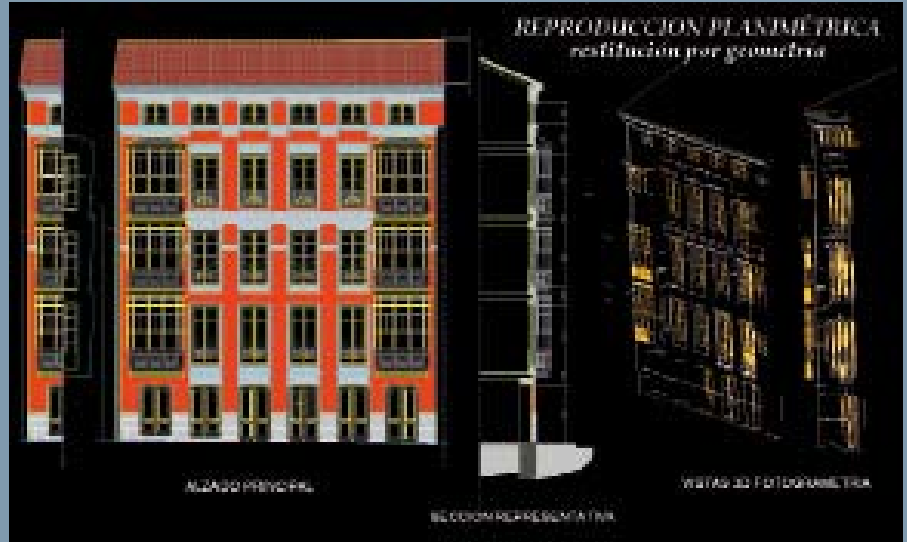 REPRODUCCION PLANIMÉTRICA
restitución por geometría
ALZADO PRINCIPAL
VISTAS 3D FOTOGRAMETRIA
SECCION REPRESENTATIVA